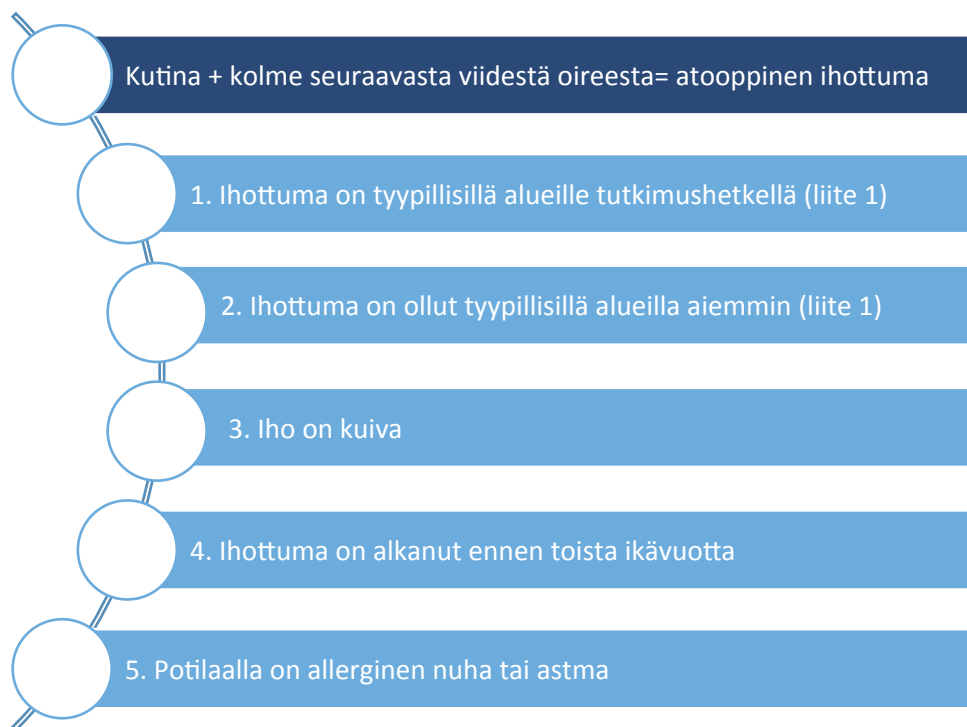 Kutina + kolme seuraavasta viidestä oireesta= atooppinen ihottuma
1. Ihottuma on tyypillisillä alueille tutkimushetkellä (liite 1)
2. Ihottuma on ollut tyypillisillä alueilla aiemmin (liite 1)
3. Iho on kuiva
4. Ihottuma on alkanut ennen toista ikävuotta
5. Potilaalla on allerginen nuha tai astma